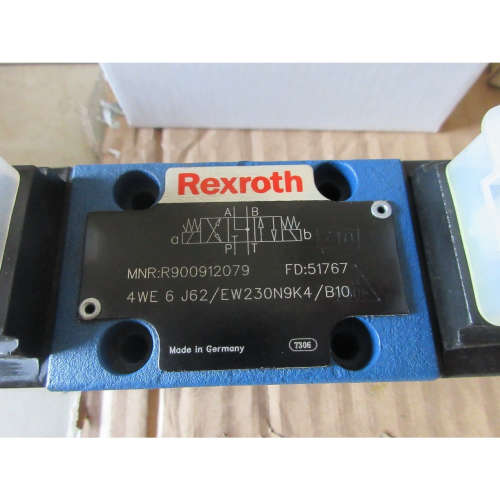 Rexroth
A B
a b
P T
MNR:R900912079 FD:51767
4WE 6 J62/EW230N9K4/B10
Made in Germany 7306